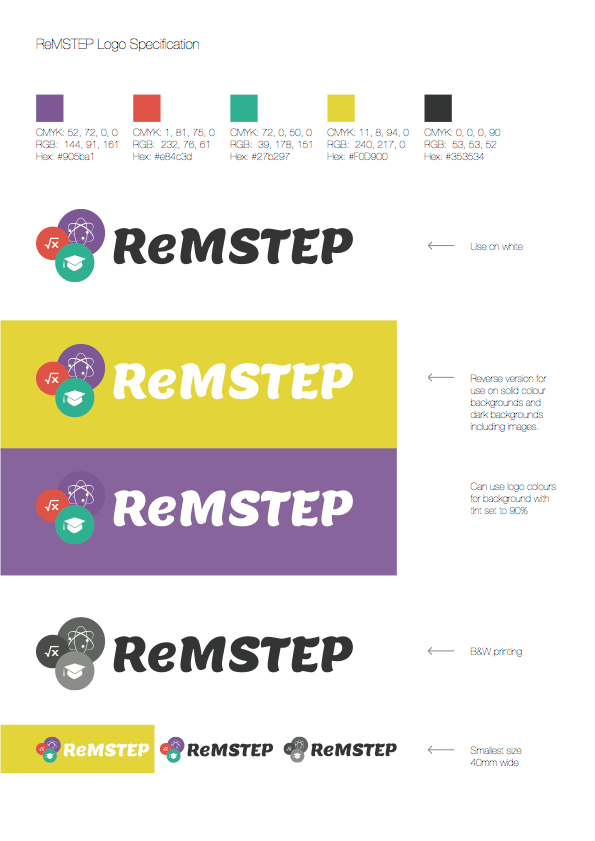 ReMSTEP Logo Specification
CMYK: 52, 72, 0, 0
RGB: 144, 91, 161
Hex: #905ba1
CMYK: 1, 81, 75, 0
RGB: 232, 76, 61
Hex: #e84c3d
CMYK: 72, 0, 50, 0
RGB: 39, 178, 151
Hex: #27b297
CMYK: 11, 8, 94, 0
RGB: 240, 217, 0
Hex: #F0D900
CMYK: 0, 0, 0, 90
RGB: 53, 53, 52
Hex: #353534
√x
ReMSTEP
Use on white
√x
ReMSTEP
Reverse version for
use on solid colour
backgrounds and
dark backgrounds
including images.
√x
ReMSTEP
Can use logo colours
for background with
tint set to 90%
√x
ReMSTEP
B&W printing
√x
ReMSTEP
√x
ReMSTEP
√x
ReMSTEP
Smallest size
40mm wide